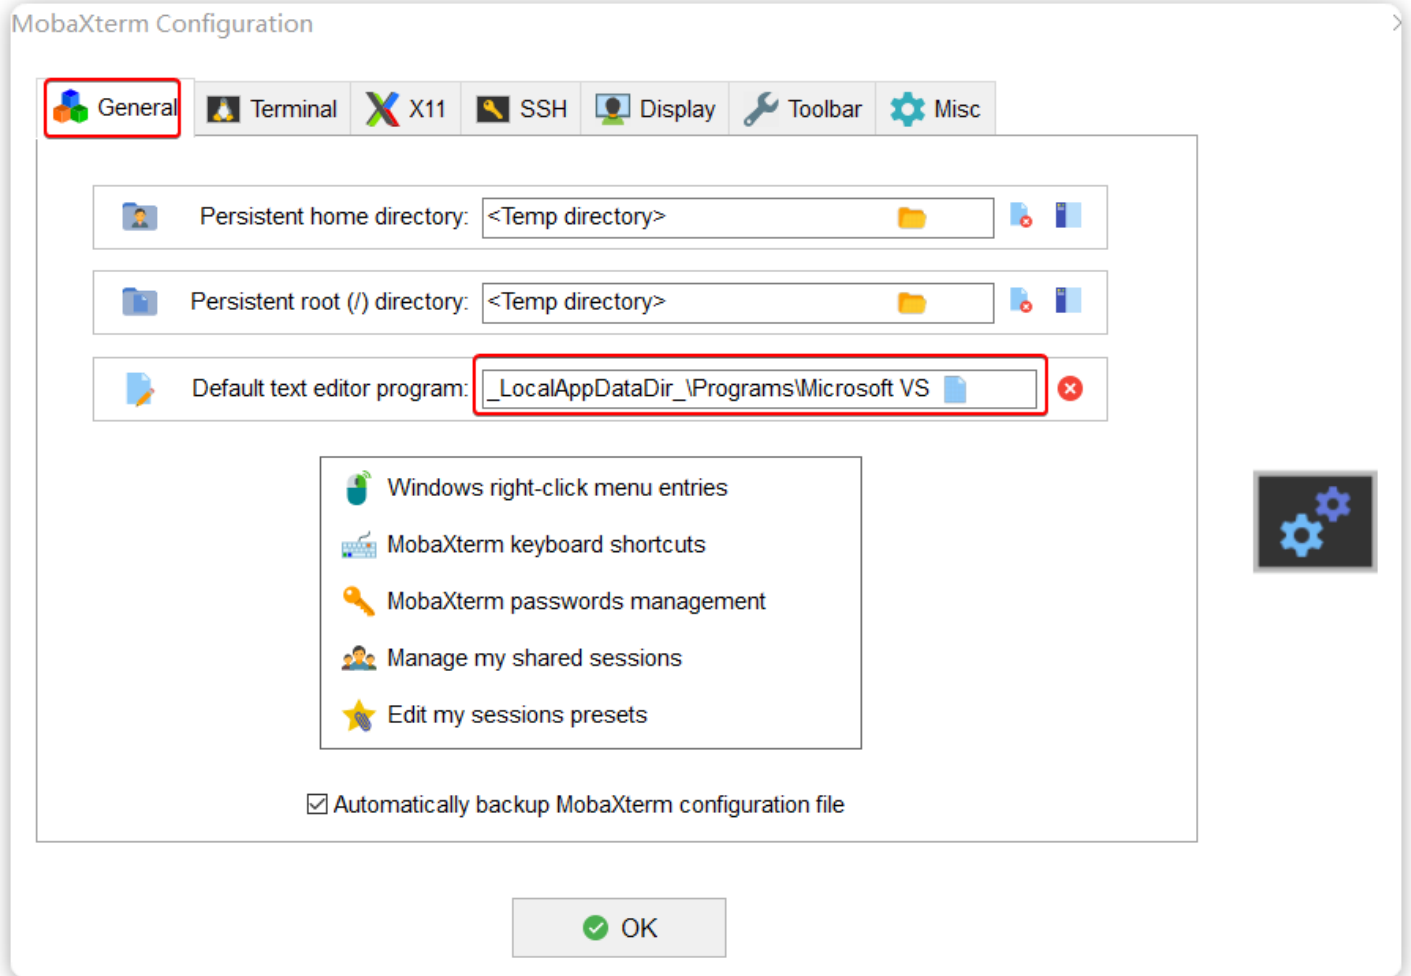 MobaXterm Configuration
General Terminal X11 SSH Display Toolbar Misc
Persistent home directory: <Temp directory>
Persistent root (/) directory: <Temp directory>
Default text editor program: _LocalAppDataDir_\Programs\Microsoft VS
Windows right-click menu entries
MobaXterm keyboard shortcuts
MobaXterm passwords management
Manage my shared sessions
Edit my sessions presets
Automatically backup MobaXterm configuration file
OK